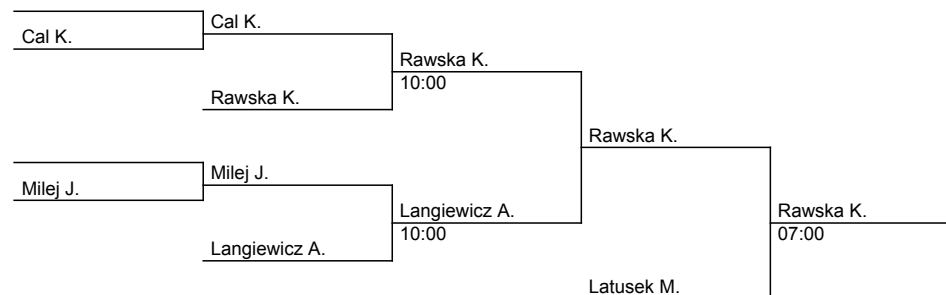 Cal K.
Cal K.
Rawska K.
10:00
Rawska K.
Rawska K.
Milej J.
Milej J.
Langiewicz A.
10:00
Rawska K.
07:00
Langiewicz A.
Latusek M.